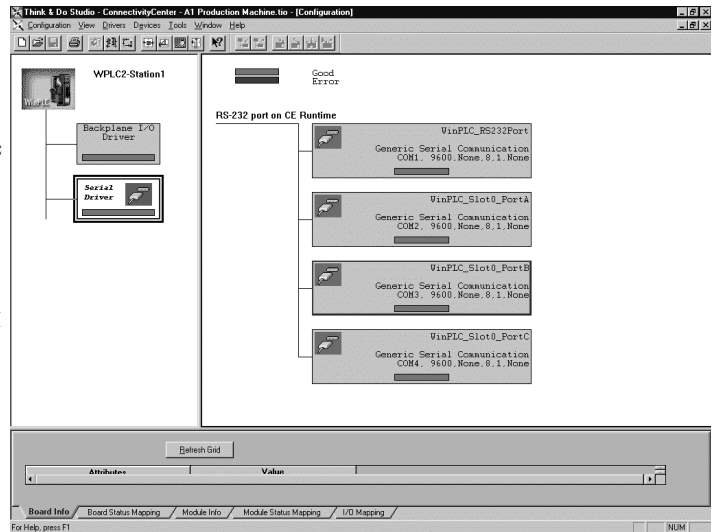 Think & Do Studio - ConnectivityCenter - A1 Production Machine.tio - [Configuration]
Configuration View Drivers Devices Tools Window Help
WinPLC
WPLC2-Station1
Backplane I/O
Driver
Serial
Driver
Good
Error
RS-232 port on CE Runtime
WinPLC_RS232Port
Generic Serial Communication
COM1, 9600,None,8,1,None
WinPLC_Slot0_PortA
Generic Serial Communication
COM2, 9600,None,8,1,None
WinPLC_Slot0_PortB
Generic Serial Communication
COM3, 9600,None,8,1,None
WinPLC_Slot0_PortC
Generic Serial Communication
COM4, 9600,None,8,1,None
Refresh Grid
Attributes Value
Board Info Board Status Mapping Module Info Module Status Mapping I/O Mapping
For Help, press F1 NUM